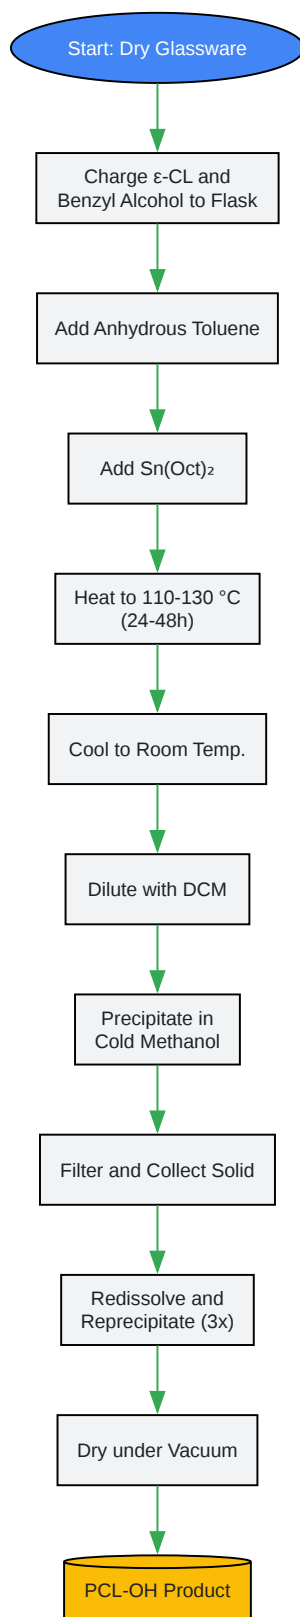 Start: Dry Glassware
Charge ε-CL and
Benzyl Alcohol to Flask
Add Anhydrous Toluene
Add Sn(Oct)₂
Heat to 110-130 °C
(24-48h)
Cool to Room Temp.
Dilute with DCM
Precipitate in
Cold Methanol
Filter and Collect Solid
Redissolve and
Reprecipitate (3x)
Dry under Vacuum
PCL-OH Product